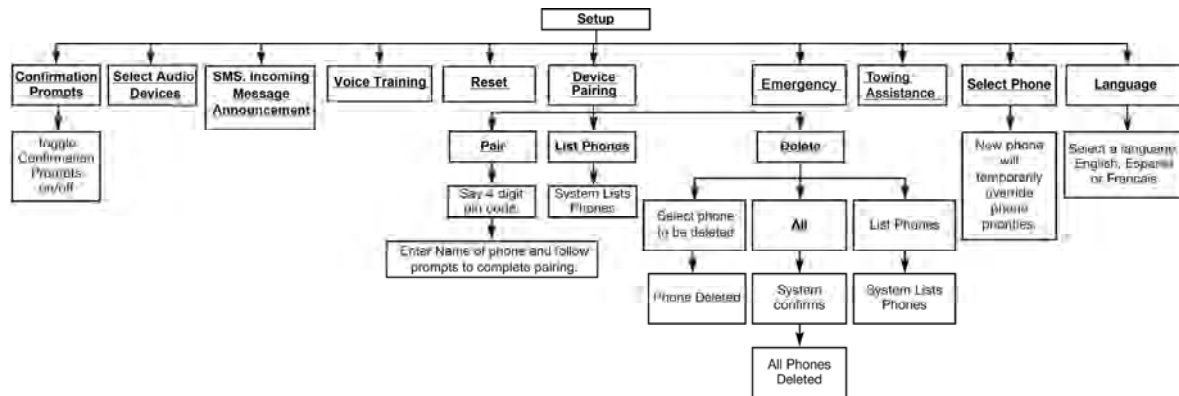 Setup
Confirmation
Prompts
Select Audio
Devices
SMS. Incoming
Message
Announcement
Voice Training
Reset
Device
Pairing
Emergency
Towing
Assistance
Select Phone
Language
toggle
Confirmation
Prompts
on/off
Pair
List Phones
Delete
New phone
will
temporarily
override
phone
priorities.
Select a language
English, Espanel
or Francais
Say 4 digit
pin code.
System Lists
Phones
Select phone
to be deleted
All
List Phones
Enter Name of phone and follow
prompts to complete pairing.
Phone Deleted
System
confirms
System Lists
Phones
All Phones
Deleted